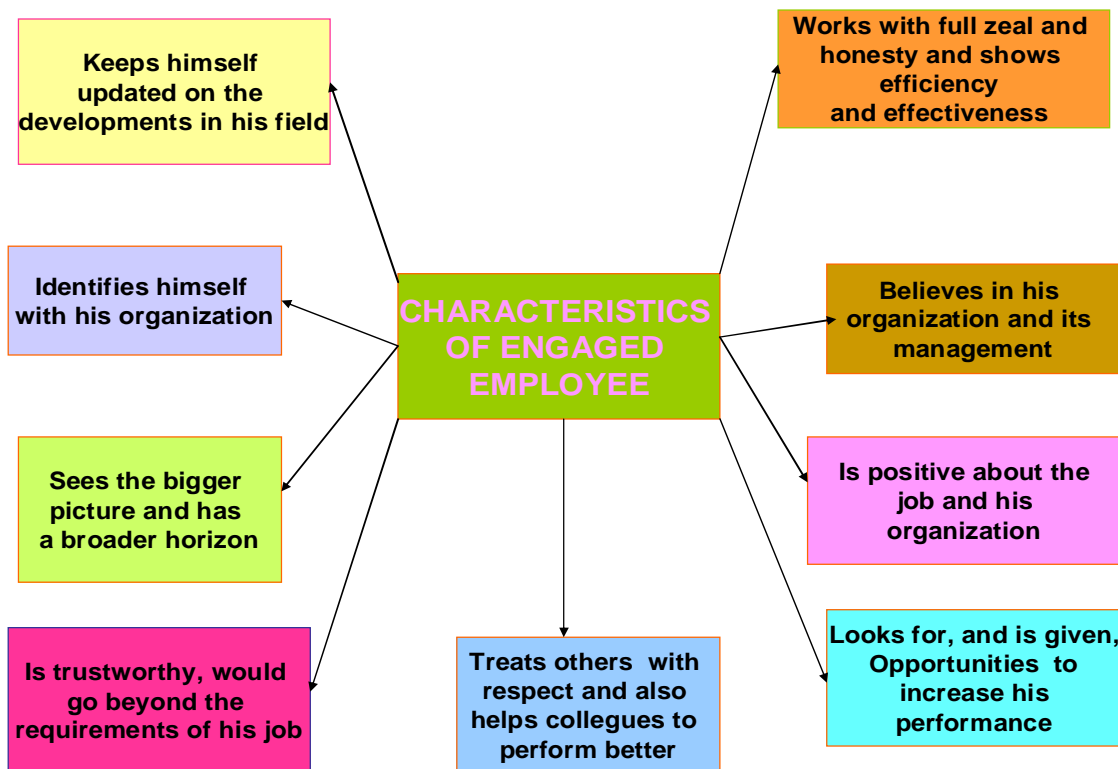 Keeps himself
updated on the
developments in his field
Works with full zeal and
honesty and shows
efficiency
and effectiveness
Identifies himself
with his organization
CHARACTERISTICS
OF ENGAGED
EMPLOYEE
Believes in his
organization and its
management
Sees the bigger
picture and has
a broader horizon
Is positive about the
job and his
organization
Is trustworthy, would
go beyond the
requirements of his job
Treats others with
respect and also
helps collegues to
perform better
Looks for, and is given,
Opportunities to
increase his
performance